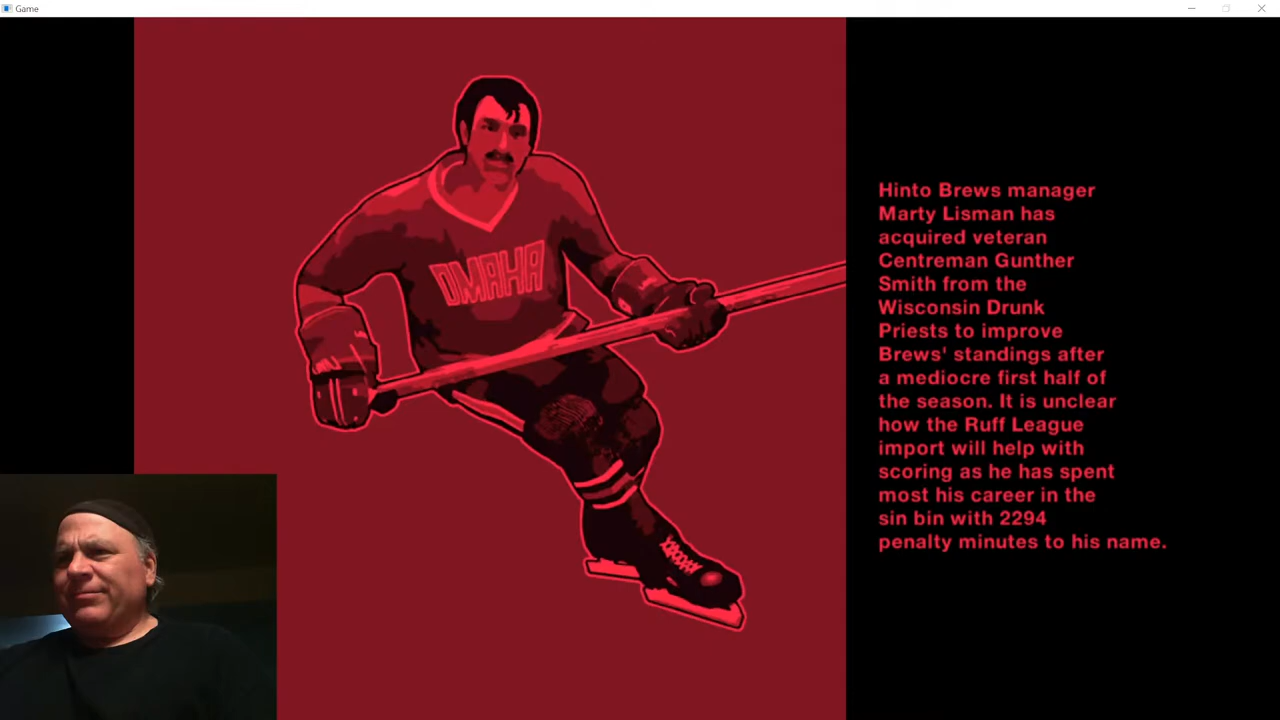 Game
OMAHA
Hinto Brews manager
Marty Lisman has
acquired veteran
Centreman Gunther
Smith from the
Wisconsin Drunk
Priests to improve
Brews' standings after
a mediocre first half of
the season. It is unclear
how the Ruff League
import will help with
scoring as he has spent
most his career in the
sin bin with 2294
penalty minutes to his name.